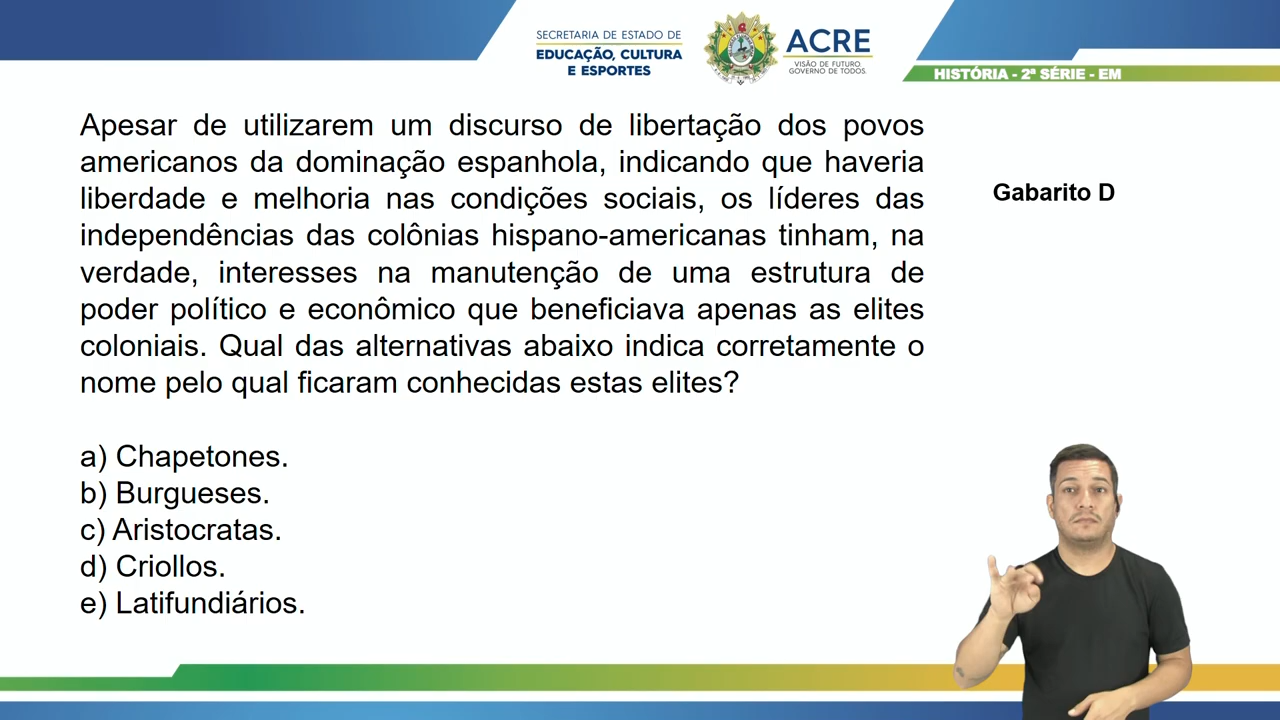 SECRETARIA DE ESTADO DE
EDUCAÇÃO, CULTURA
E ESPORTES
ACRE
VISÃO DE FUTURO.
GOVERNO DE TODOS.
HISTÓRIA - 2ª SÉRIE - EM
Apesar de utilizarem um discurso de libertação dos povos
americanos da dominação espanhola, indicando que haveria
liberdade e melhoria nas condições sociais, os líderes das
independências das colônias hispano-americanas tinham, na
verdade, interesses na manutenção de uma estrutura de
poder político e econômico que beneficiava apenas as elites
coloniais. Qual das alternativas abaixo indica corretamente o
nome pelo qual ficaram conhecidas estas elites?
Gabarito D
a) Chapetones.
b) Burgueses.
c) Aristocratas.
d) Criollos.
e) Latifundiários.